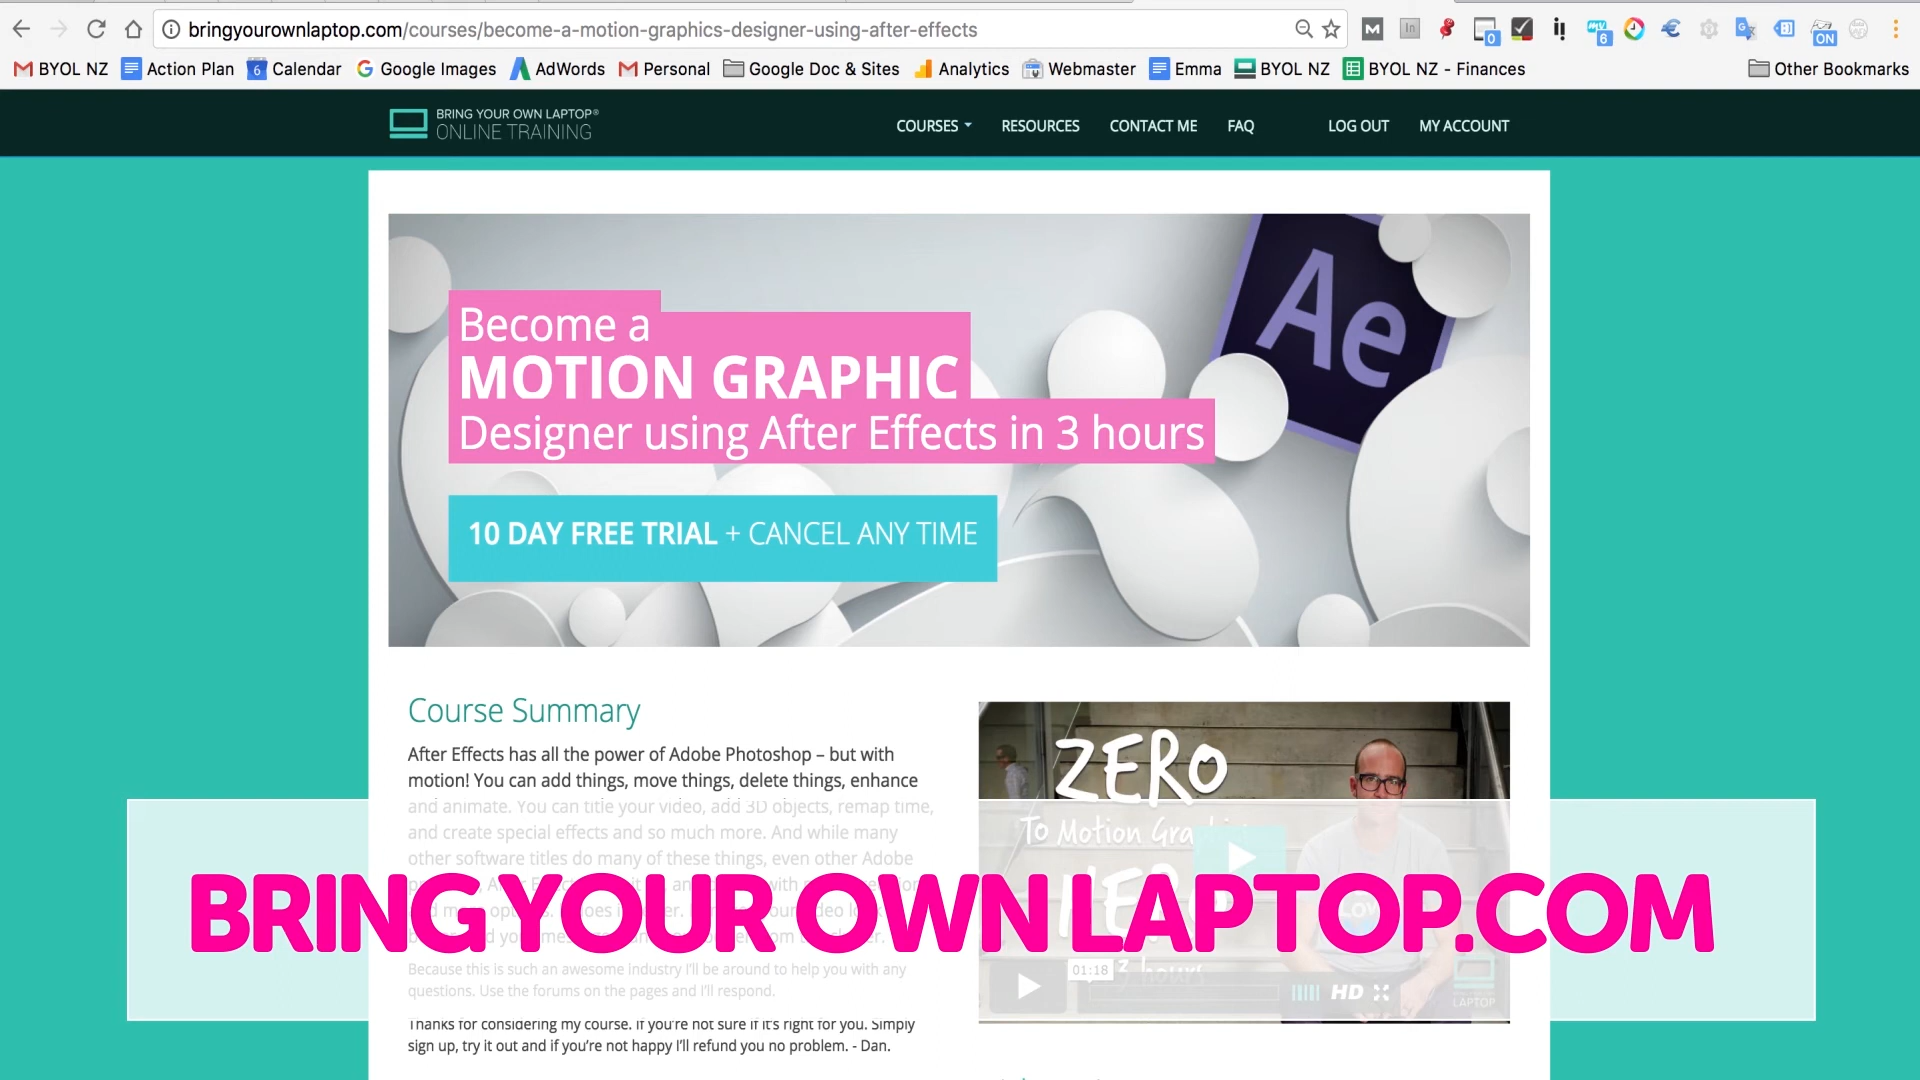 bringyourownlaptop.com/courses/become-a-motion-graphics-designer-using-after-effects
BYOL NZ Action Plan 6 Calendar Google Images AdWords Personal Google Doc & Sites Analytics Webmaster Emma BYOL NZ BYOL NZ - Finances Other Bookmarks
BRING YOUR OWN LAPTOP®
ONLINE TRAINING
COURSES RESOURCES CONTACT ME FAQ LOG OUT MY ACCOUNT
Become a
MOTION GRAPHIC
Designer using After Effects in 3 hours
Ae
10 DAY FREE TRIAL + CANCEL ANY TIME
Course Summary
After Effects has all the power of Adobe Photoshop – but with
motion! You can add things, move things, delete things, enhance
and animate. You can title your video, add 3D objects, remap time,
and create special effects and so much more. And while many
other software titles do many of these things, even other Adobe
BRING YOUR OWN LAPTOP.COM
Because this is such an awesome industry I'll be around to help you with any
questions. Use the forums on the pages and I'll respond.
Thanks for considering my course. If you're not sure if it's right for you. Simply
sign up, try it out and if you're not happy I'll refund you no problem. - Dan.
ZERO
To Motion
01:18
3 hours
HD
LAPTOP